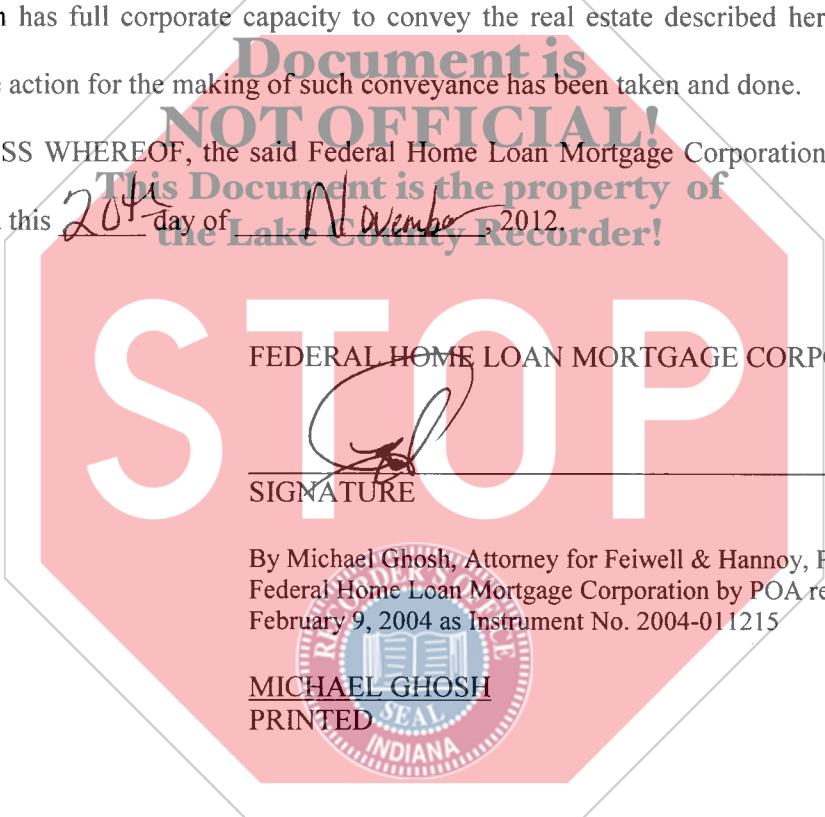 n has full corporate capacity to convey the real estate described her
Document is
e action for the making of such conveyance has been taken and done.
NOT OFFICIAL!
SS WHEREOF, the said Federal Home Loan Mortgage Corporation
This Document is the property of
this 20th day of November, 2012.
the Lake County Recorder!
STOP
FEDERAL HOME LOAN MORTGAGE CORPO
SIGNATURE
By Michael Ghosh, Attorney for Feiwell & Hannoy, P
Federal Home Loan Mortgage Corporation by POA re
February 9, 2004 as Instrument No. 2004-011215
RECORDER'S OFFICE
MICHAEL GHOSH
SEAL
PRINTED
INDIANA